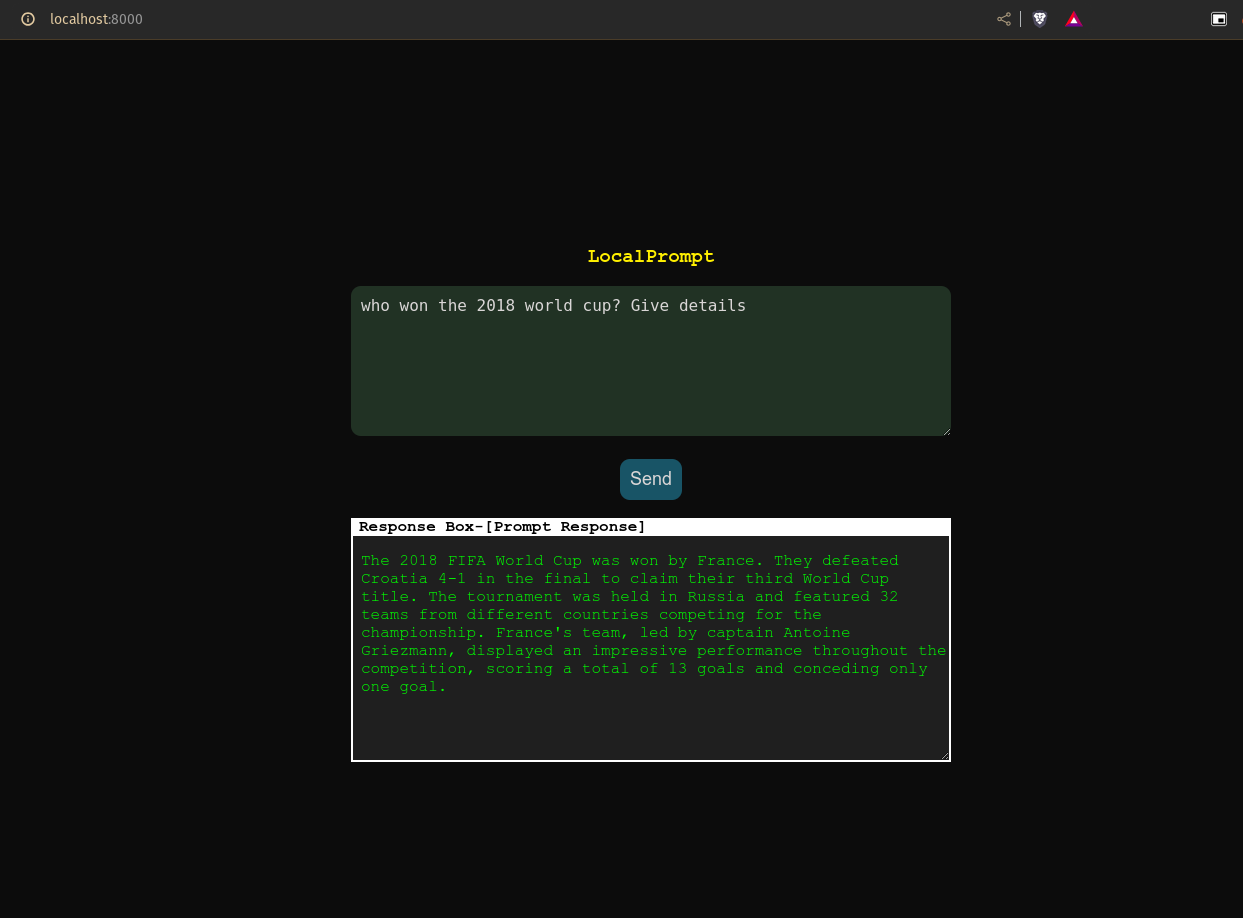 localhost:8000
LocalPrompt
who won the 2018 world cup? Give details
Send
Response Box-[Prompt Response]
The 2018 FIFA World Cup was won by France. They defeated
Croatia 4-1 in the final to claim their third World Cup
title. The tournament was held in Russia and featured 32
teams from different countries competing for the
championship. France's team, led by captain Antoine
Griezmann, displayed an impressive performance throughout the
competition, scoring a total of 13 goals and conceding only
one goal.